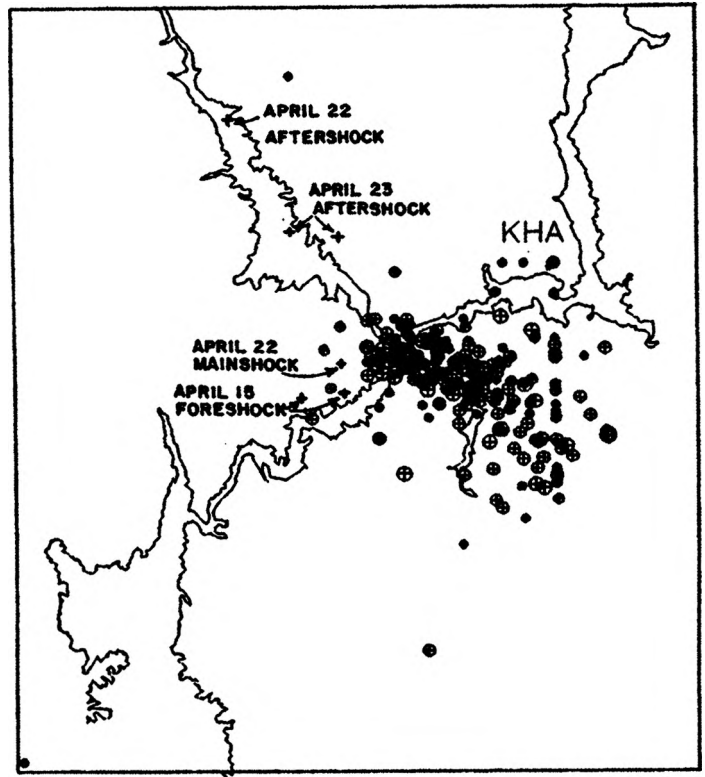 APRIL 22
AFTERSHOCK
APRIL 23
AFTERSHOCK
KHA
APRIL 22
MAINSHOCK
APRIL 15
FORESHOCK